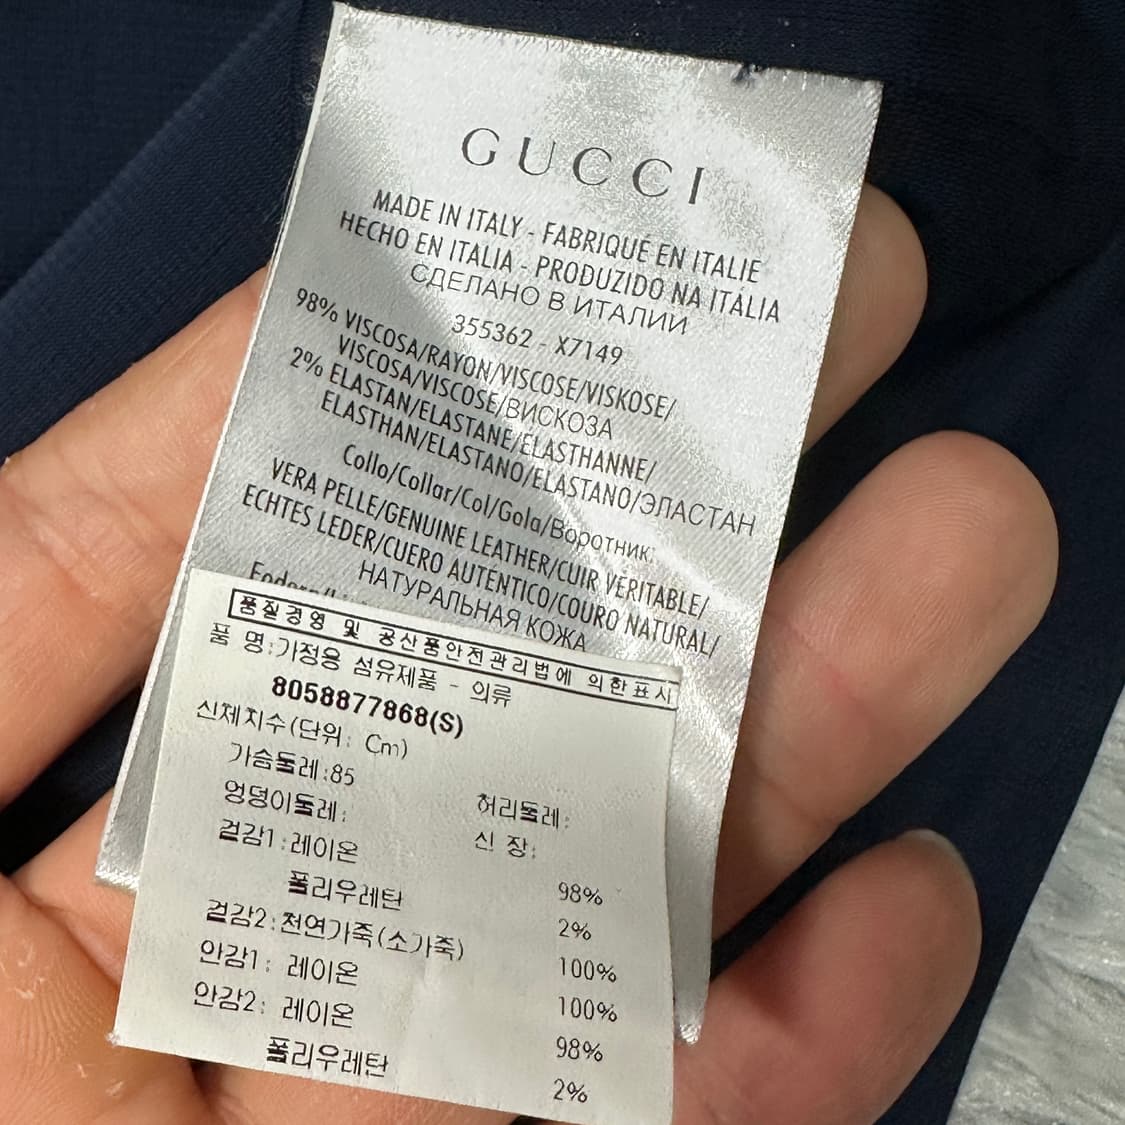 GUCCI
MADE IN ITALY - FABRIQUÉ EN ITALIE
HECHO EN ITALIA - PRODUZIDO NA ITÁLIA
СДЕЛАНО В ИТАЛИИ
355362 - X7149
98% VISCOSA/RAYON/VISCOSE/VISKOSE/
VISCOSA/VISCOSE/ВИСКОЗА
2% ELASTAN/ELASTANE/ÉLASTHANNE/
ELASTHAN/ELASTANO/ELASTANO/ЭЛАСТАН
Collo/Collar/Col/Gola/Воротник:
VERA PELLE/GENUINE LEATHER/CUIR VÉRITABLE/
ECHTES LEDER/CUERO AUTÉNTICO/COURO NATURAL/
НАТУРАЛЬНАЯ КОЖА
품질경영 및 공산품안전관리법에 의한표시
품 명:가정용 섬유제품 - 의류
8058877868(S)
신체치수(단위: Cm)
가슴둘레:85
허리둘레:
엉덩이둘레:
신 장:
겉감1:레이온 98%
폴리우레탄 2%
겉감2:천연가죽(소가죽) 100%
안감1: 레이온 100%
안감2: 레이온 98%
폴리우레탄 2%